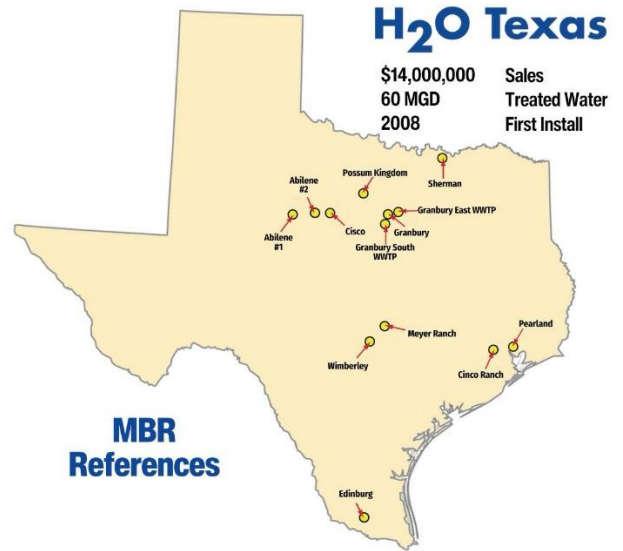 H2O Texas
$14,000,000 Sales
60 MGD Treated Water
2008 First Install
Possum Kingdom
Sherman
Abilene
#2
Granbury East WWTP
Abilene
#1
Cisco
Granbury
Granbury South
WWTP
Meyer Ranch
Pearland
Wimberley
Cinco Ranch
MBR
References
Edinburg